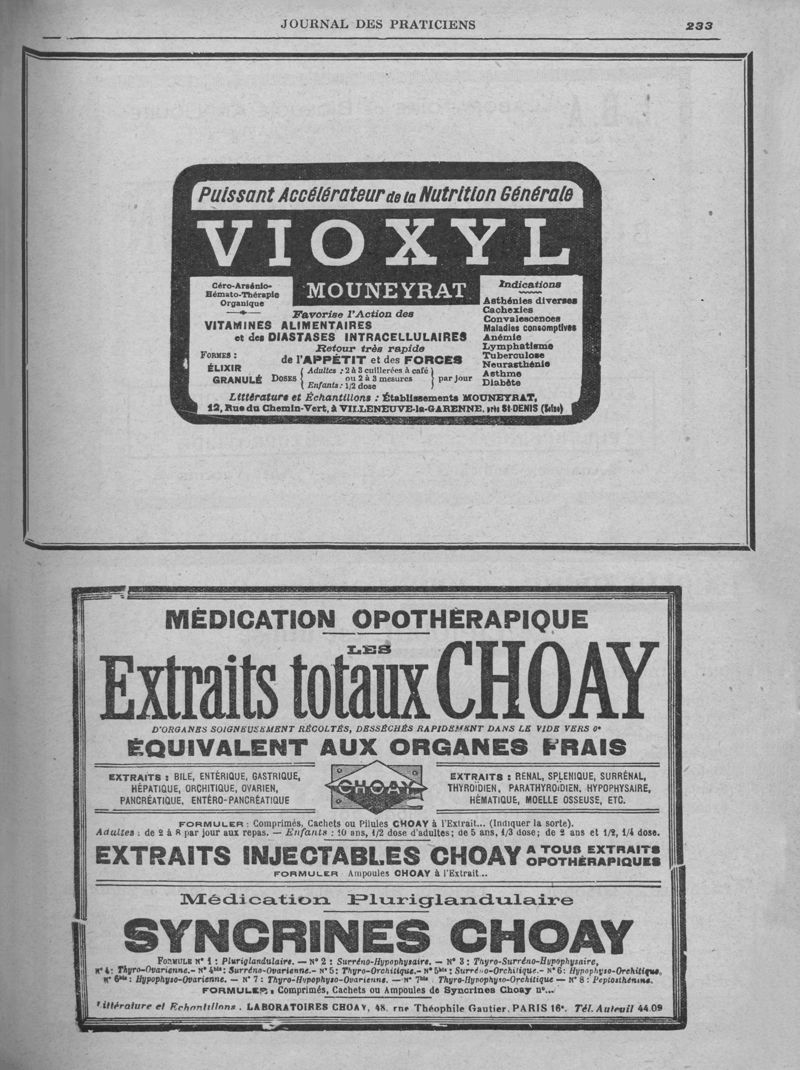 JOURNAL DES PRATICIENS 233
Puissant Accélérateur de la Nutrition Générale
VIOXYL
MOUNEYRAT
Céro-Arsénio-
Hémato-Thérapie
Organique
Favorise l'Action des
VITAMINES ALIMENTAIRES
et des DIASTASES INTRACELLULAIRES
Retour très rapide
de l'APPÉTIT et des FORCES
FORMES :
ÉLIXIR
GRANULÉ
DOSES
Adultes : 2 à 3 cuillerées à café
ou 2 à 3 mesures
Enfants : 1/2 dose
par jour
Indications
Asthénies diverses
Cachexies
Convalescences
Maladies consomptives
Anémie
Lymphatisme
Tuberculose
Neurasthénie
Asthme
Diabète
Littérature et Échantillons : Établissements MOUNEYRAT,
12, Rue du Chemin-Vert, à VILLENEUVE-la-GARENNE, près St-DENIS (Seine)
MÉDICATION OPOTHÉRAPIQUE
LES
Extraits totaux CHOAY
D'ORGANES SOIGNEUSEMENT RÉCOLTÉS, DESSÉCHÉS RAPIDEMENT DANS LE VIDE VERS 0°
ÉQUIVALENT AUX ORGANES FRAIS
EXTRAITS : BILE, ENTÉRIQUE, GASTRIQUE,
HÉPATIQUE, ORCHITIQUE, OVARIEN,
PANCRÉATIQUE, ENTÉRO-PANCRÉATIQUE
CHOAY
EXTRAITS : RÉNAL, SPLÉNIQUE, SURRÉNAL,
THYROIDIEN, PARATHYROIDIEN, HYPOPHYSAIRE,
HÉMATIQUE, MOELLE OSSEUSE, ETC.
FORMULER : Comprimés, Cachets ou Pilules CHOAY à l'Extrait... (Indiquer la sorte).
Adultes : de 2 à 8 par jour aux repas. — Enfants : 10 ans, 1/2 dose d'adultes; de 5 ans, 1/3 dose; de 2 ans et 1/2, 1/4 dose.
EXTRAITS INJECTABLES CHOAY A TOUS EXTRAITS OPOTHÉRAPIQUES
FORMULER Ampoules CHOAY à l'Extrait...
Médication Pluriglandulaire
SYNCRINES CHOAY
FORMULE N° 1 : Pluriglandulaire. — N° 2 : Surréno-Hypophysaire. — N° 3 : Thyro-Surréno-Hypophysaire,
N° 4 : Thyro-Ovarienne. - N° 4bis : Surréno-Ovarienne. - N° 5 : Thyro-Orchitique. - N° 5bis : Surréno-Orchitique. - N° 6 : Hypophyso-Orchitique,
N° 6bis : Hypophyso-Ovarienne. — N° 7 : Thyro-Hypophyso-Ovarienne. — N° 7bis Thyro-Hypophyso-Orchitique — N° 8 : Peptosthénine.
FORMULER : Comprimés, Cachets ou Ampoules de Syncrines Choay n°...
Littérature et Echantillons. LABORATOIRES CHOAY, 48, rue Théophile Gautier, PARIS 16e. Tél. Auteuil 44.09